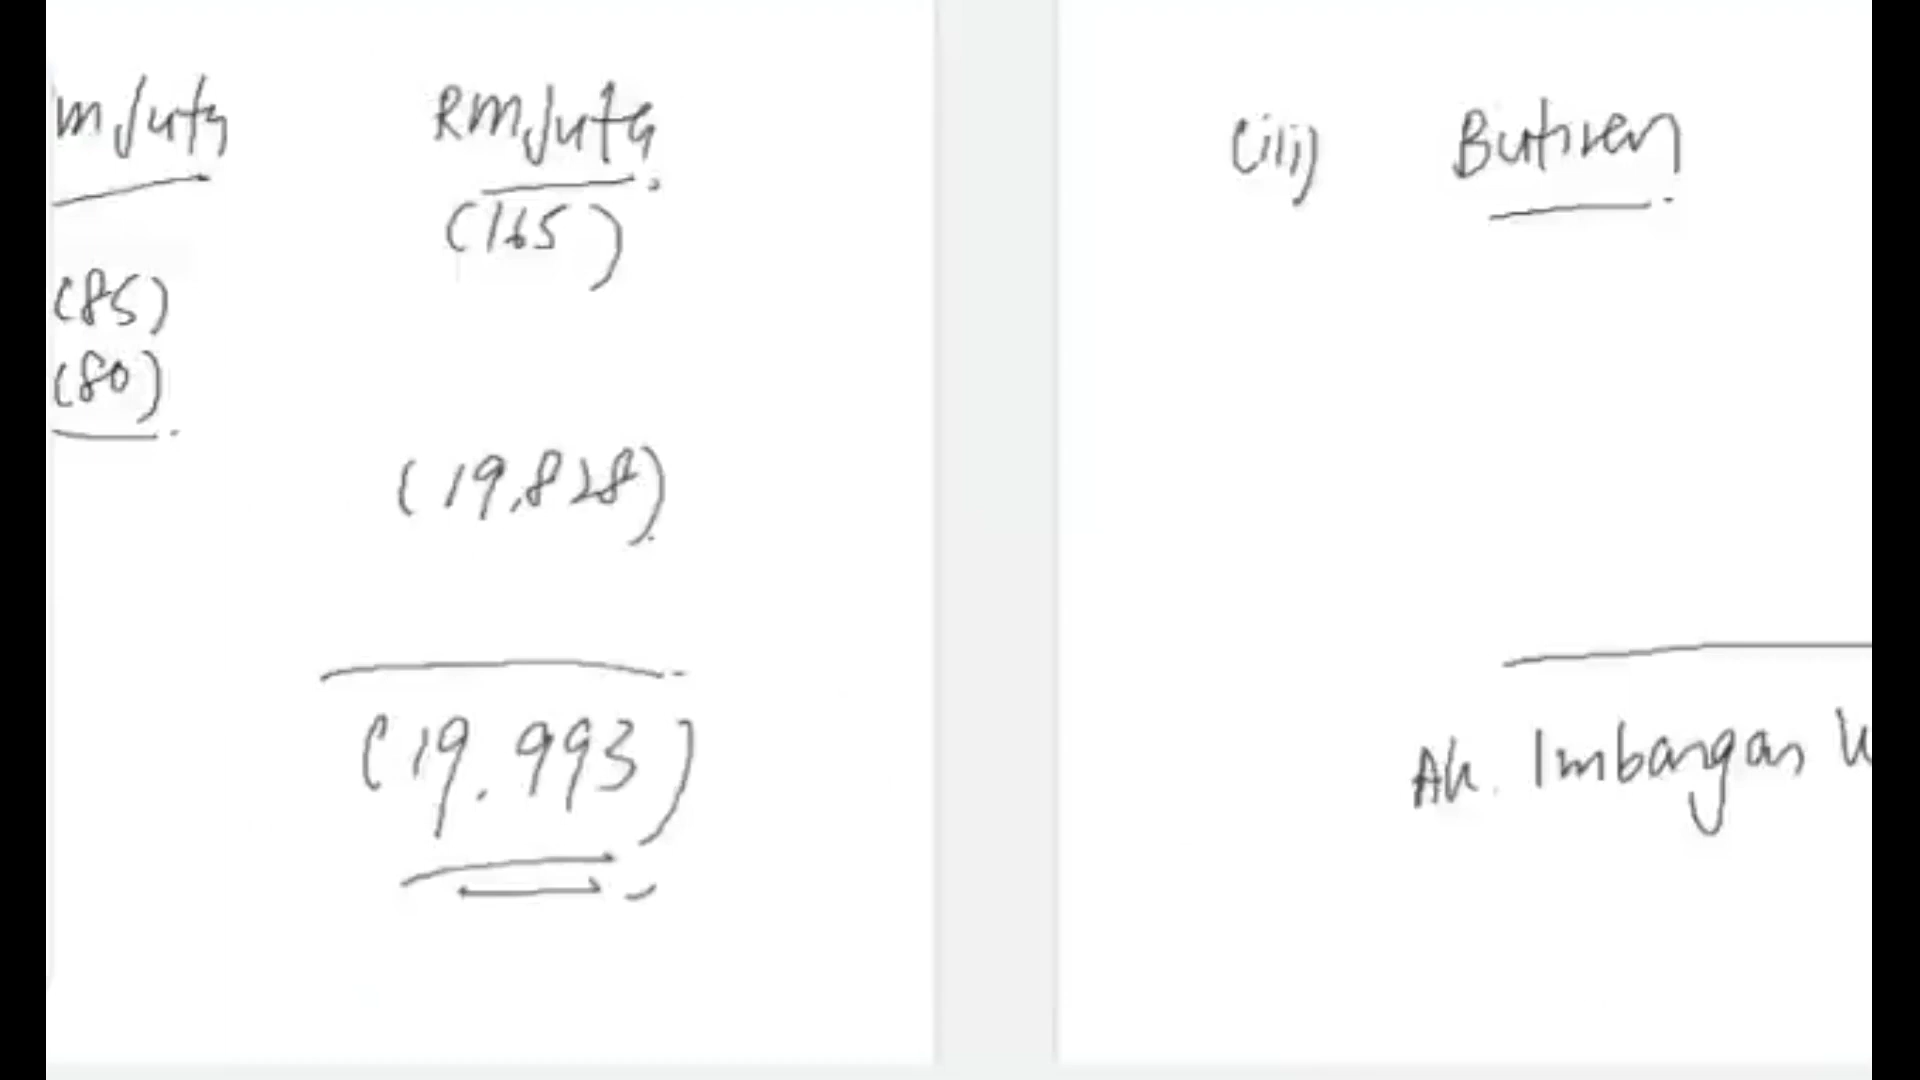 m Juta RM Juta
(165)
(85)
(80)
(19,828)
(19.993)
(iii) Butiran
Ak. Imbangan